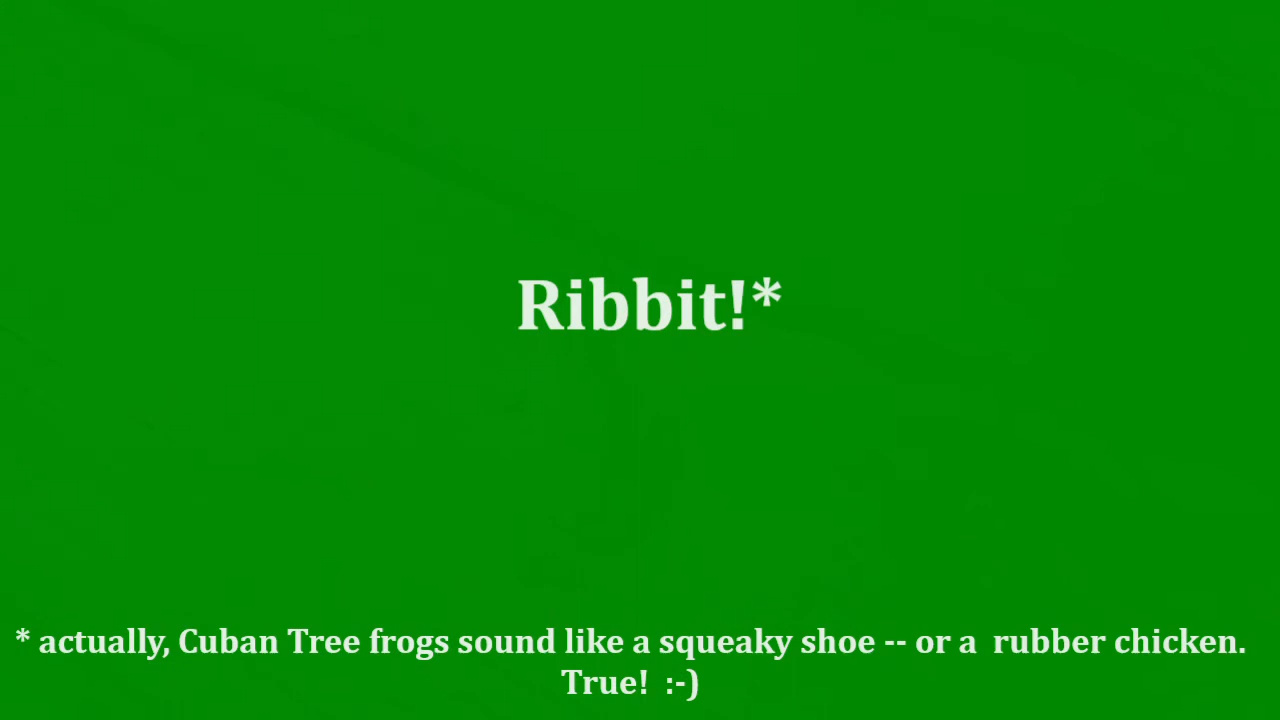 Ribbit!*
* actually, Cuban Tree frogs sound like a squeaky shoe -- or a  rubber chicken.
True!  :-)